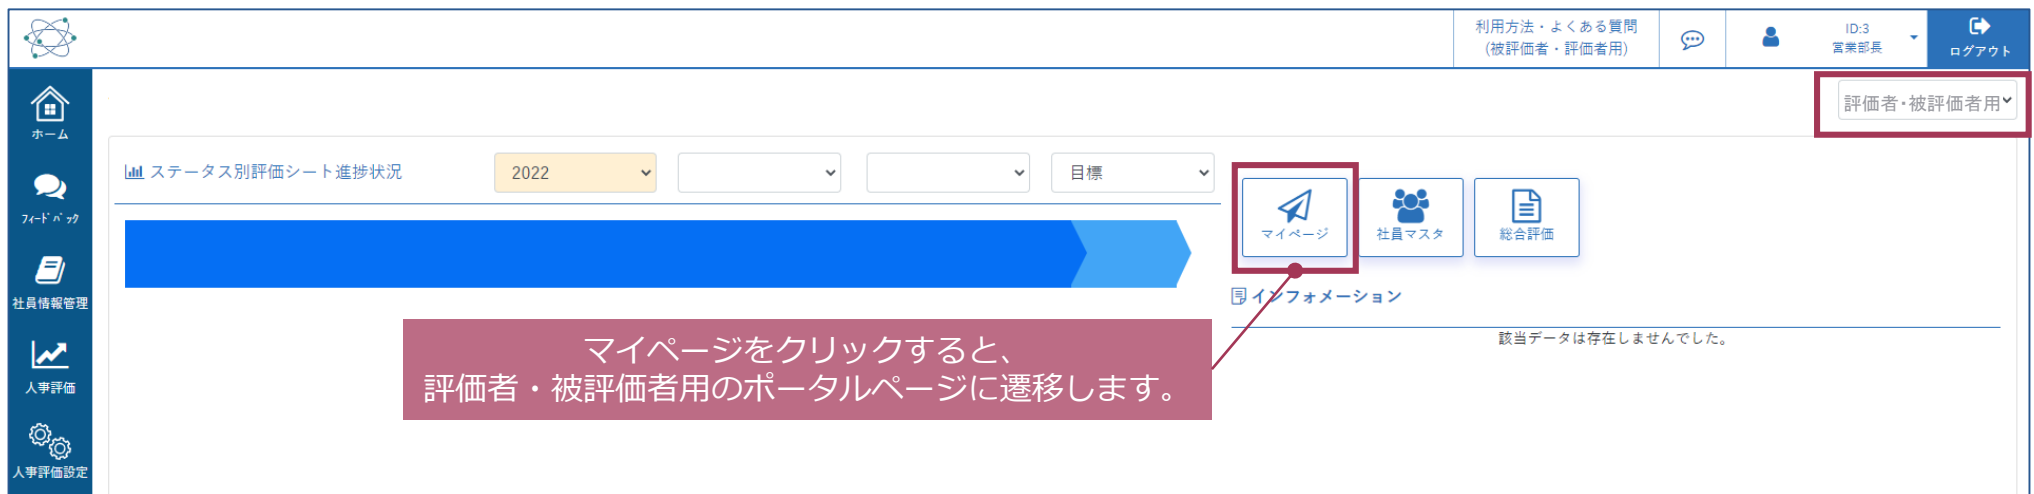 利用方法・よくある質問
(被評価者・評価者用)
ID:3
営業部長
ログアウト
ホーム
評価者・被評価者用
ステータス別評価シート進捗状況
2022
目標
マイページ
社員マスタ
総合評価
フィードバック
社員情報管理
インフォメーション
該当データは存在しませんでした。
マイページをクリックすると、
評価者・被評価者用のポータルページに遷移します。
人事評価
人事評価設定